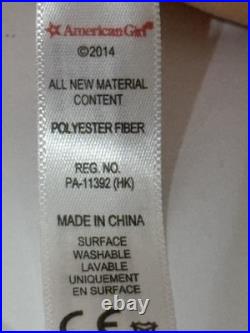 American Girl
©2014
ALL NEW MATERIAL
CONTENT
POLYESTER FIBER
REG. NO.
PA-11392 (HK)
MADE IN CHINA
SURFACE
WASHABLE
LAVABLE
UNIQUEMENT
EN SURFACE
CE